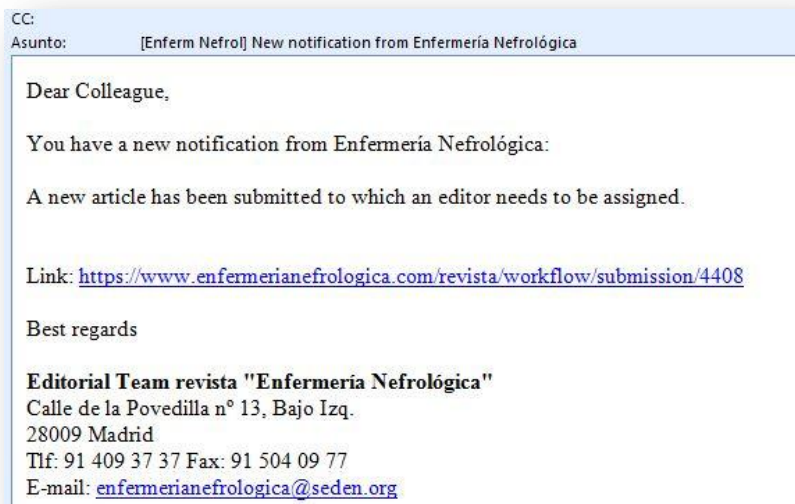 CC:
Asunto: [Enferm Nefrol] New notification from Enfermería Nefrológica
Dear Colleague,
You have a new notification from Enfermería Nefrológica:
A new article has been submitted to which an editor needs to be assigned.
Link: https://www.enfermerianefrologica.com/revista/workflow/submission/4408
Best regards
Editorial Team revista "Enfermería Nefrológica"
Calle de la Povedilla nº 13, Bajo Izq.
28009 Madrid
Tlf: 91 409 37 37 Fax: 91 504 09 77
E-mail: enfermerianefrologica@seden.org